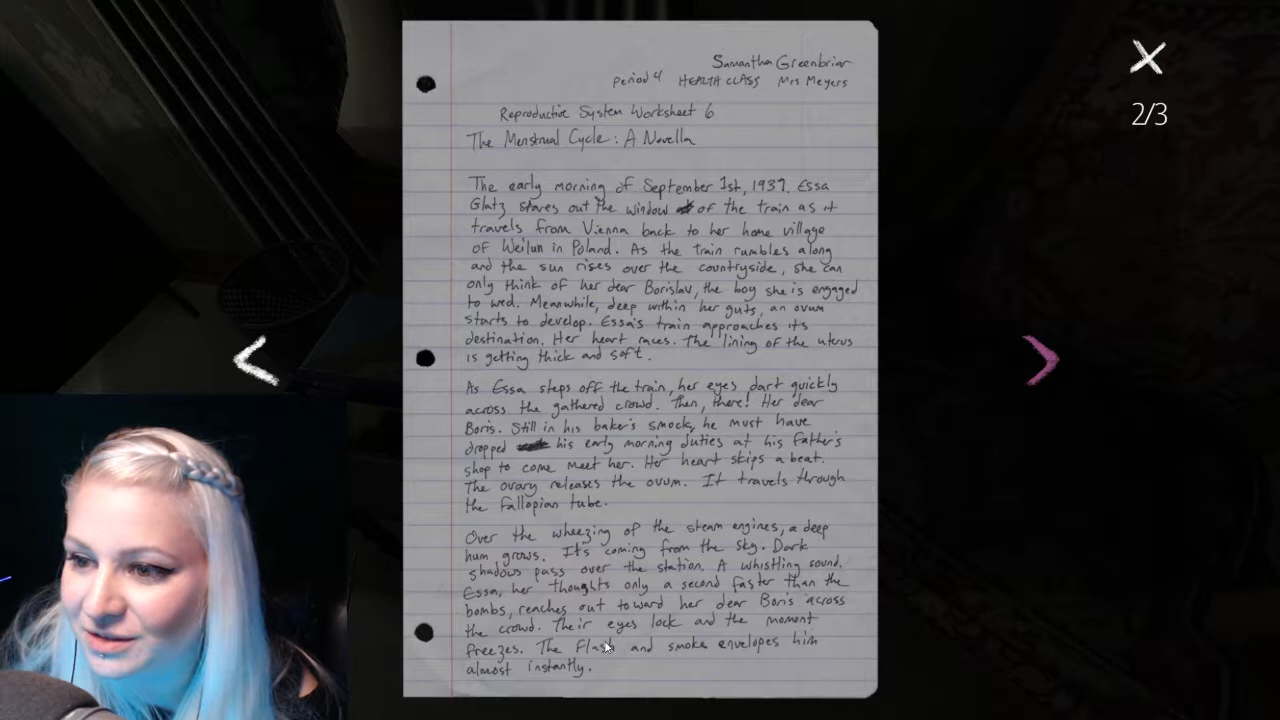 Samantha Greenbriar
period 4 HEALTH CLASS Mrs Meyers
Reproductive System Worksheet 6
The Menstrual Cycle: A Novella
The early morning of September 1st, 1939. Essa
Glatz stares out the window of the train as it
travels from Vienna back to her home village
of Weilun in Poland. As the train rumbles along
and the sun rises over the countryside, she can
only think of her dear Borislav, the boy she is engaged
to wed. Meanwhile, deep within her guts, an ovum
starts to develop. Essa's train approaches its
destination. Her heart races. The lining of the uterus
is getting thick and soft.
As Essa steps off the train, her eyes dart quickly
across the gathered crowd. Then, there! Her dear
Boris. Still in his baker's smock, he must have
dropped his early morning duties at his father's
shop to come meet her. Her heart skips a beat.
The ovary releases the ovum. It travels through
the fallopian tube.
Over the wheezing of the steam engines, a deep
hum grows. It's coming from the sky. Dark
shadows pass over the station. A whistling sound.
Essa, her thoughts only a second faster than the
bombs, reaches out toward her dear Boris across
the crowd. Their eyes lock and the moment
freezes. The flash and smoke envelopes him
almost instantly.
2/3